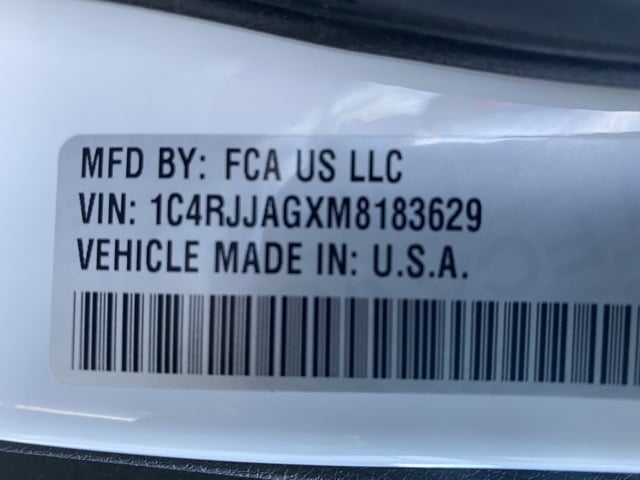 MFD BY: FCA US LLC
VIN: 1C4RJJAGXM8183629
VEHICLE MADE IN: U.S.A.